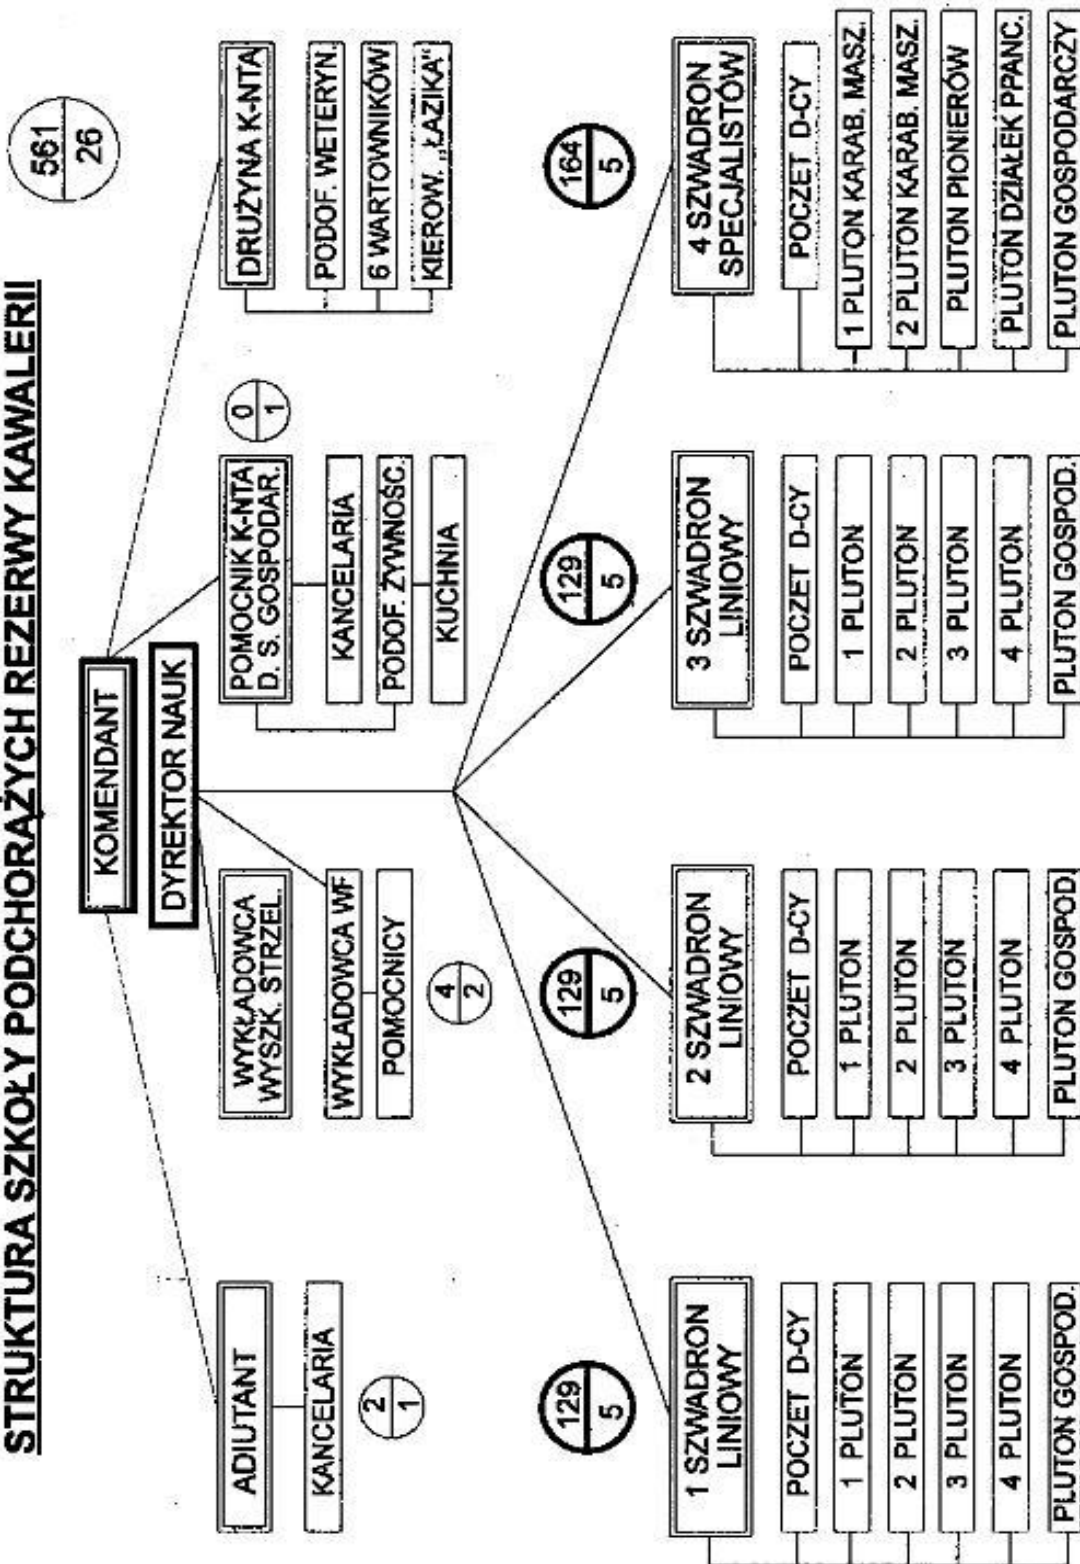 STRUKTURA SZKOŁY PODCHORĄŻYCH REZERWY KAWALERII
561
26
KOMENDANT
DYREKTOR NAUK
ADIUTANT
KANCELARIA
2
1
WYKŁADOWCA
WYSZK. STRZEL.
WYKŁADOWCA WF
POMOCNICY
4
2
POMOCNIK K-NTA
D. S. GOSPODAR.
0
1
KANCELARIA
PODOF. ŻYWNOŚC.
KUCHNIA
DRUŻYNA K-NTA
PODOF. WETERYN.
6 WARTOWNIKÓW
KIEROW. „ŁAZIKA"
129
5
1 SZWADRON
LINIOWY
POCZET D-CY
1 PLUTON
2 PLUTON
3 PLUTON
4 PLUTON
PLUTON GOSPOD.
129
5
2 SZWADRON
LINIOWY
POCZET D-CY
1 PLUTON
2 PLUTON
3 PLUTON
4 PLUTON
PLUTON GOSPOD.
129
5
3 SZWADRON
LINIOWY
POCZET D-CY
1 PLUTON
2 PLUTON
3 PLUTON
4 PLUTON
PLUTON GOSPOD.
164
5
4 SZWADRON
SPECJALISTÓW
POCZET D-CY
1 PLUTON KARAB. MASZ.
2 PLUTON KARAB. MASZ.
PLUTON PIONIERÓW
PLUTON DZIAŁEK PPANC.
PLUTON GOSPODARCZY